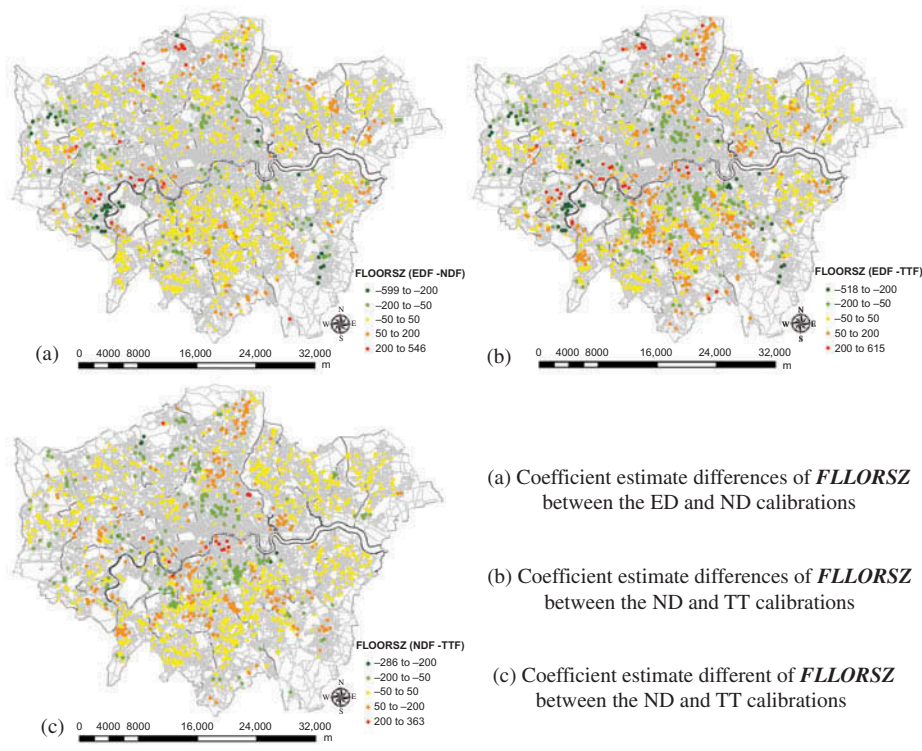 FLOORSZ (EDF -NDF)
–599 to –200
–200 to –50
–50 to 50
50 to 200
200 to 546
N
W E
S
(a)
0 4000 8000 16,000 24,000 32,000
m
FLOORSZ (EDF -TTF)
–518 to –200
–200 to –50
–50 to 50
50 to 200
200 to 615
N
W E
S
(b)
0 4000 8000 16,000 24,000 32,000
m
FLOORSZ (NDF -TTF)
–286 to –200
–200 to –50
–50 to 50
50 to –200
200 to 363
N
W E
S
(c)
0 4000 8000 16,000 24,000 32,000
m
(a) Coefficient estimate differences of FLLORSZ
between the ED and ND calibrations
(b) Coefficient estimate differences of FLLORSZ
between the ND and TT calibrations
(c) Coefficient estimate different of FLLORSZ
between the ND and TT calibrations